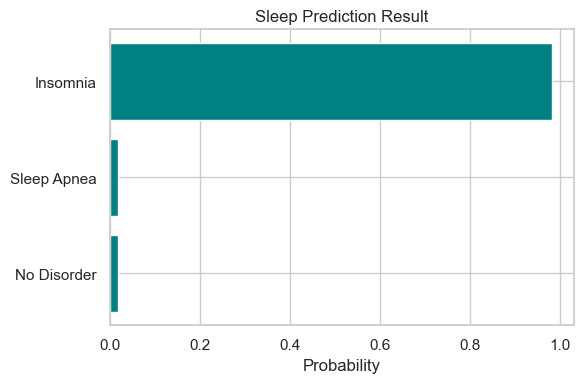 Sleep Prediction Result
Insomnia
Sleep Apnea
No Disorder
0.0 0.2 0.4 0.6 0.8 1.0
Probability